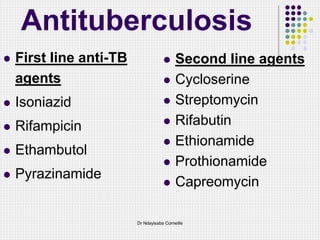 Antituberculosis
First line anti-TB
agents
Isoniazid
Rifampicin
Ethambutol
Pyrazinamide
Second line agents
Cycloserine
Streptomycin
Rifabutin
Ethionamide
Prothionamide
Capreomycin
Dr Ndayisaba Corneille